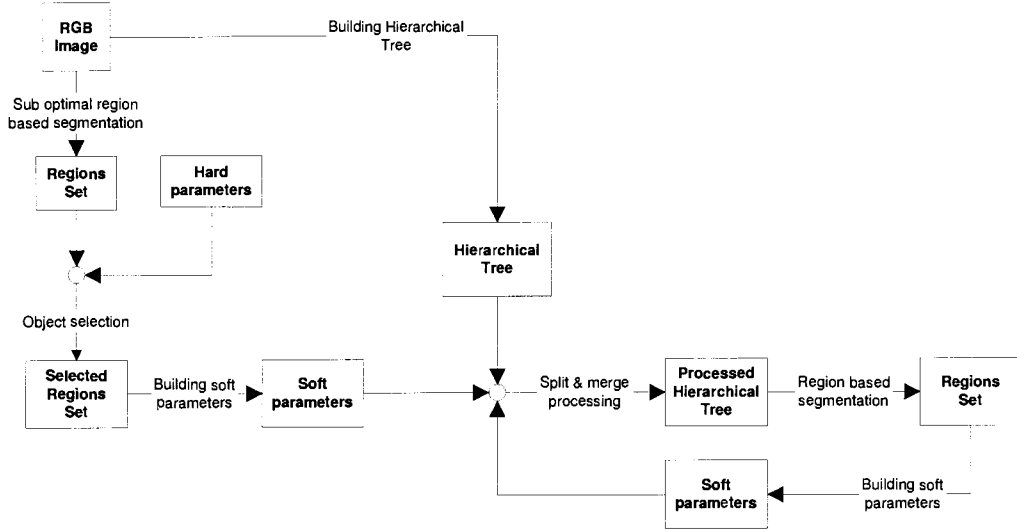 RGB
Image
Building Hierarchical
Tree
Sub optimal region
based segmentation
Regions
Set
Hard
parameters
Hierarchical
Tree
Object selection
Selected
Regions
Set
Building soft
parameters
Soft
parameters
Split & merge
processing
Processed
Hierarchical
Tree
Region based
segmentation
Regions
Set
Soft
parameters
Building soft
parameters